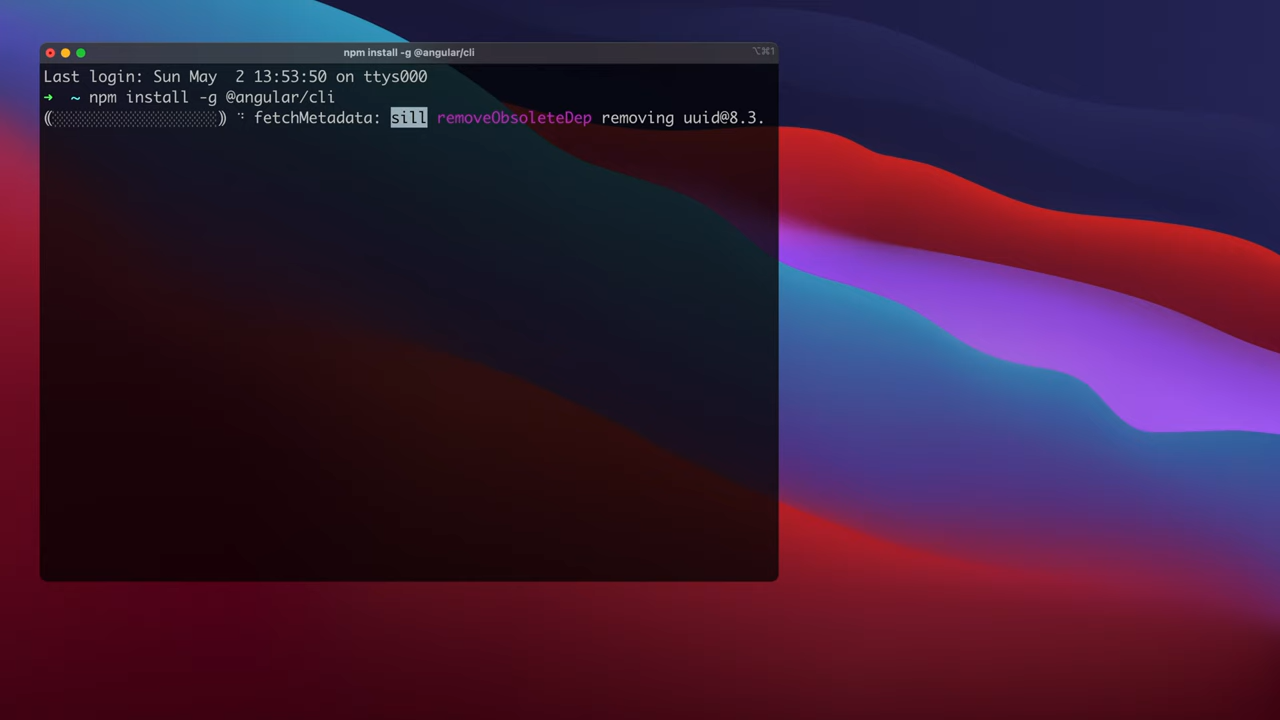 npm install -g @angular/cli
⌥⌘1
Last login: Sun May  2 13:53:50 on ttys000
➜  ~ npm install -g @angular/cli
⸨░░░░░░░░░░░░░░░░░░⸩ ⠙ fetchMetadata: sill removeObsoleteDep removing uuid@8.3.